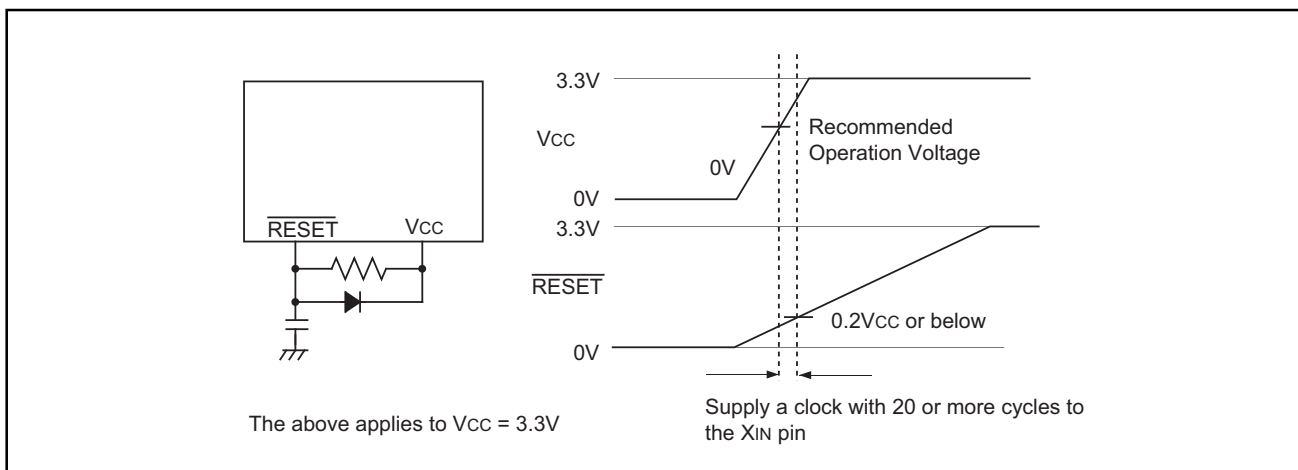 RESET
VCC
The above applies to VCC = 3.3V
3.3V
VCC
0V
0V
Recommended
Operation Voltage
3.3V
RESET
0V
0.2VCC or below
Supply a clock with 20 or more cycles to
the XIN pin